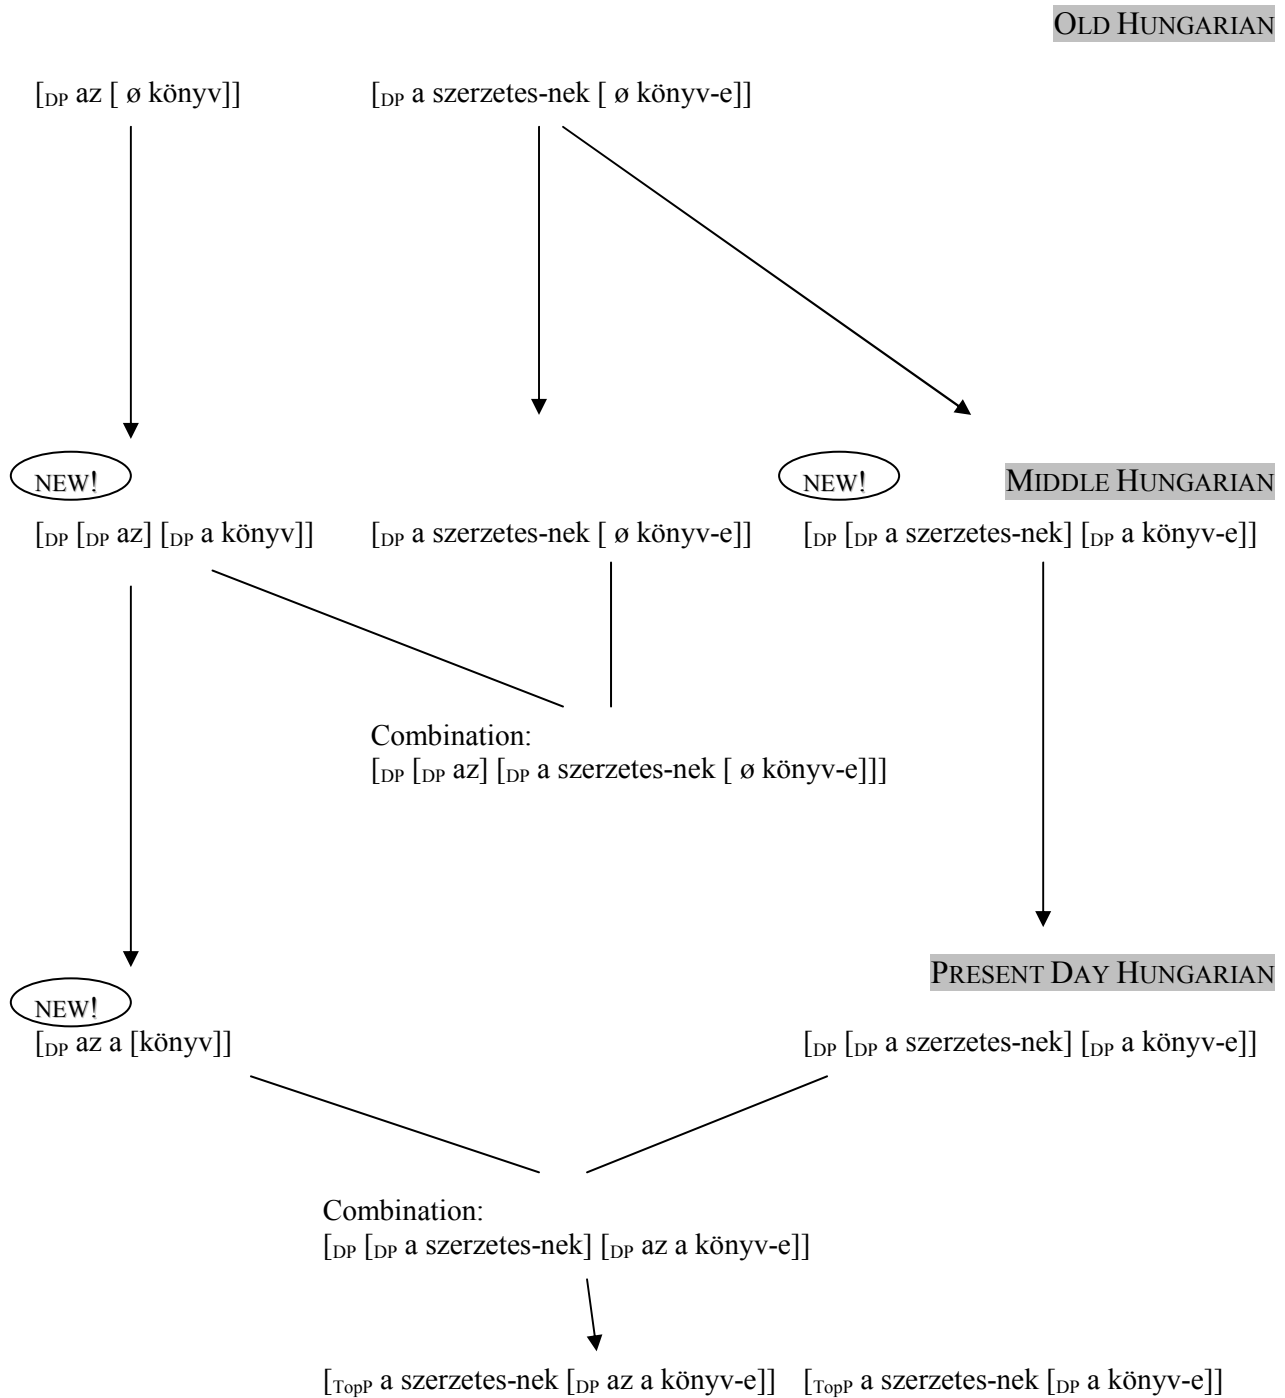 OLD HUNGARIAN
[DP az [ ø könyv]] [DP a szerzetes-nek [ ø könyv-e]]
NEW! NEW! MIDDLE HUNGARIAN
[DP [DP az] [DP a könyv]] [DP a szerzetes-nek [ ø könyv-e]] [DP [DP a szerzetes-nek] [DP a könyv-e]]
Combination:
[DP [DP az] [DP a szerzetes-nek [ ø könyv-e]]]
PRESENT DAY HUNGARIAN
NEW!
[DP az a [könyv]] [DP [DP a szerzetes-nek] [DP a könyv-e]]
Combination:
[DP [DP a szerzetes-nek] [DP az a könyv-e]]
[TopP a szerzetes-nek [DP az a könyv-e]] [TopP a szerzetes-nek [DP a könyv-e]]